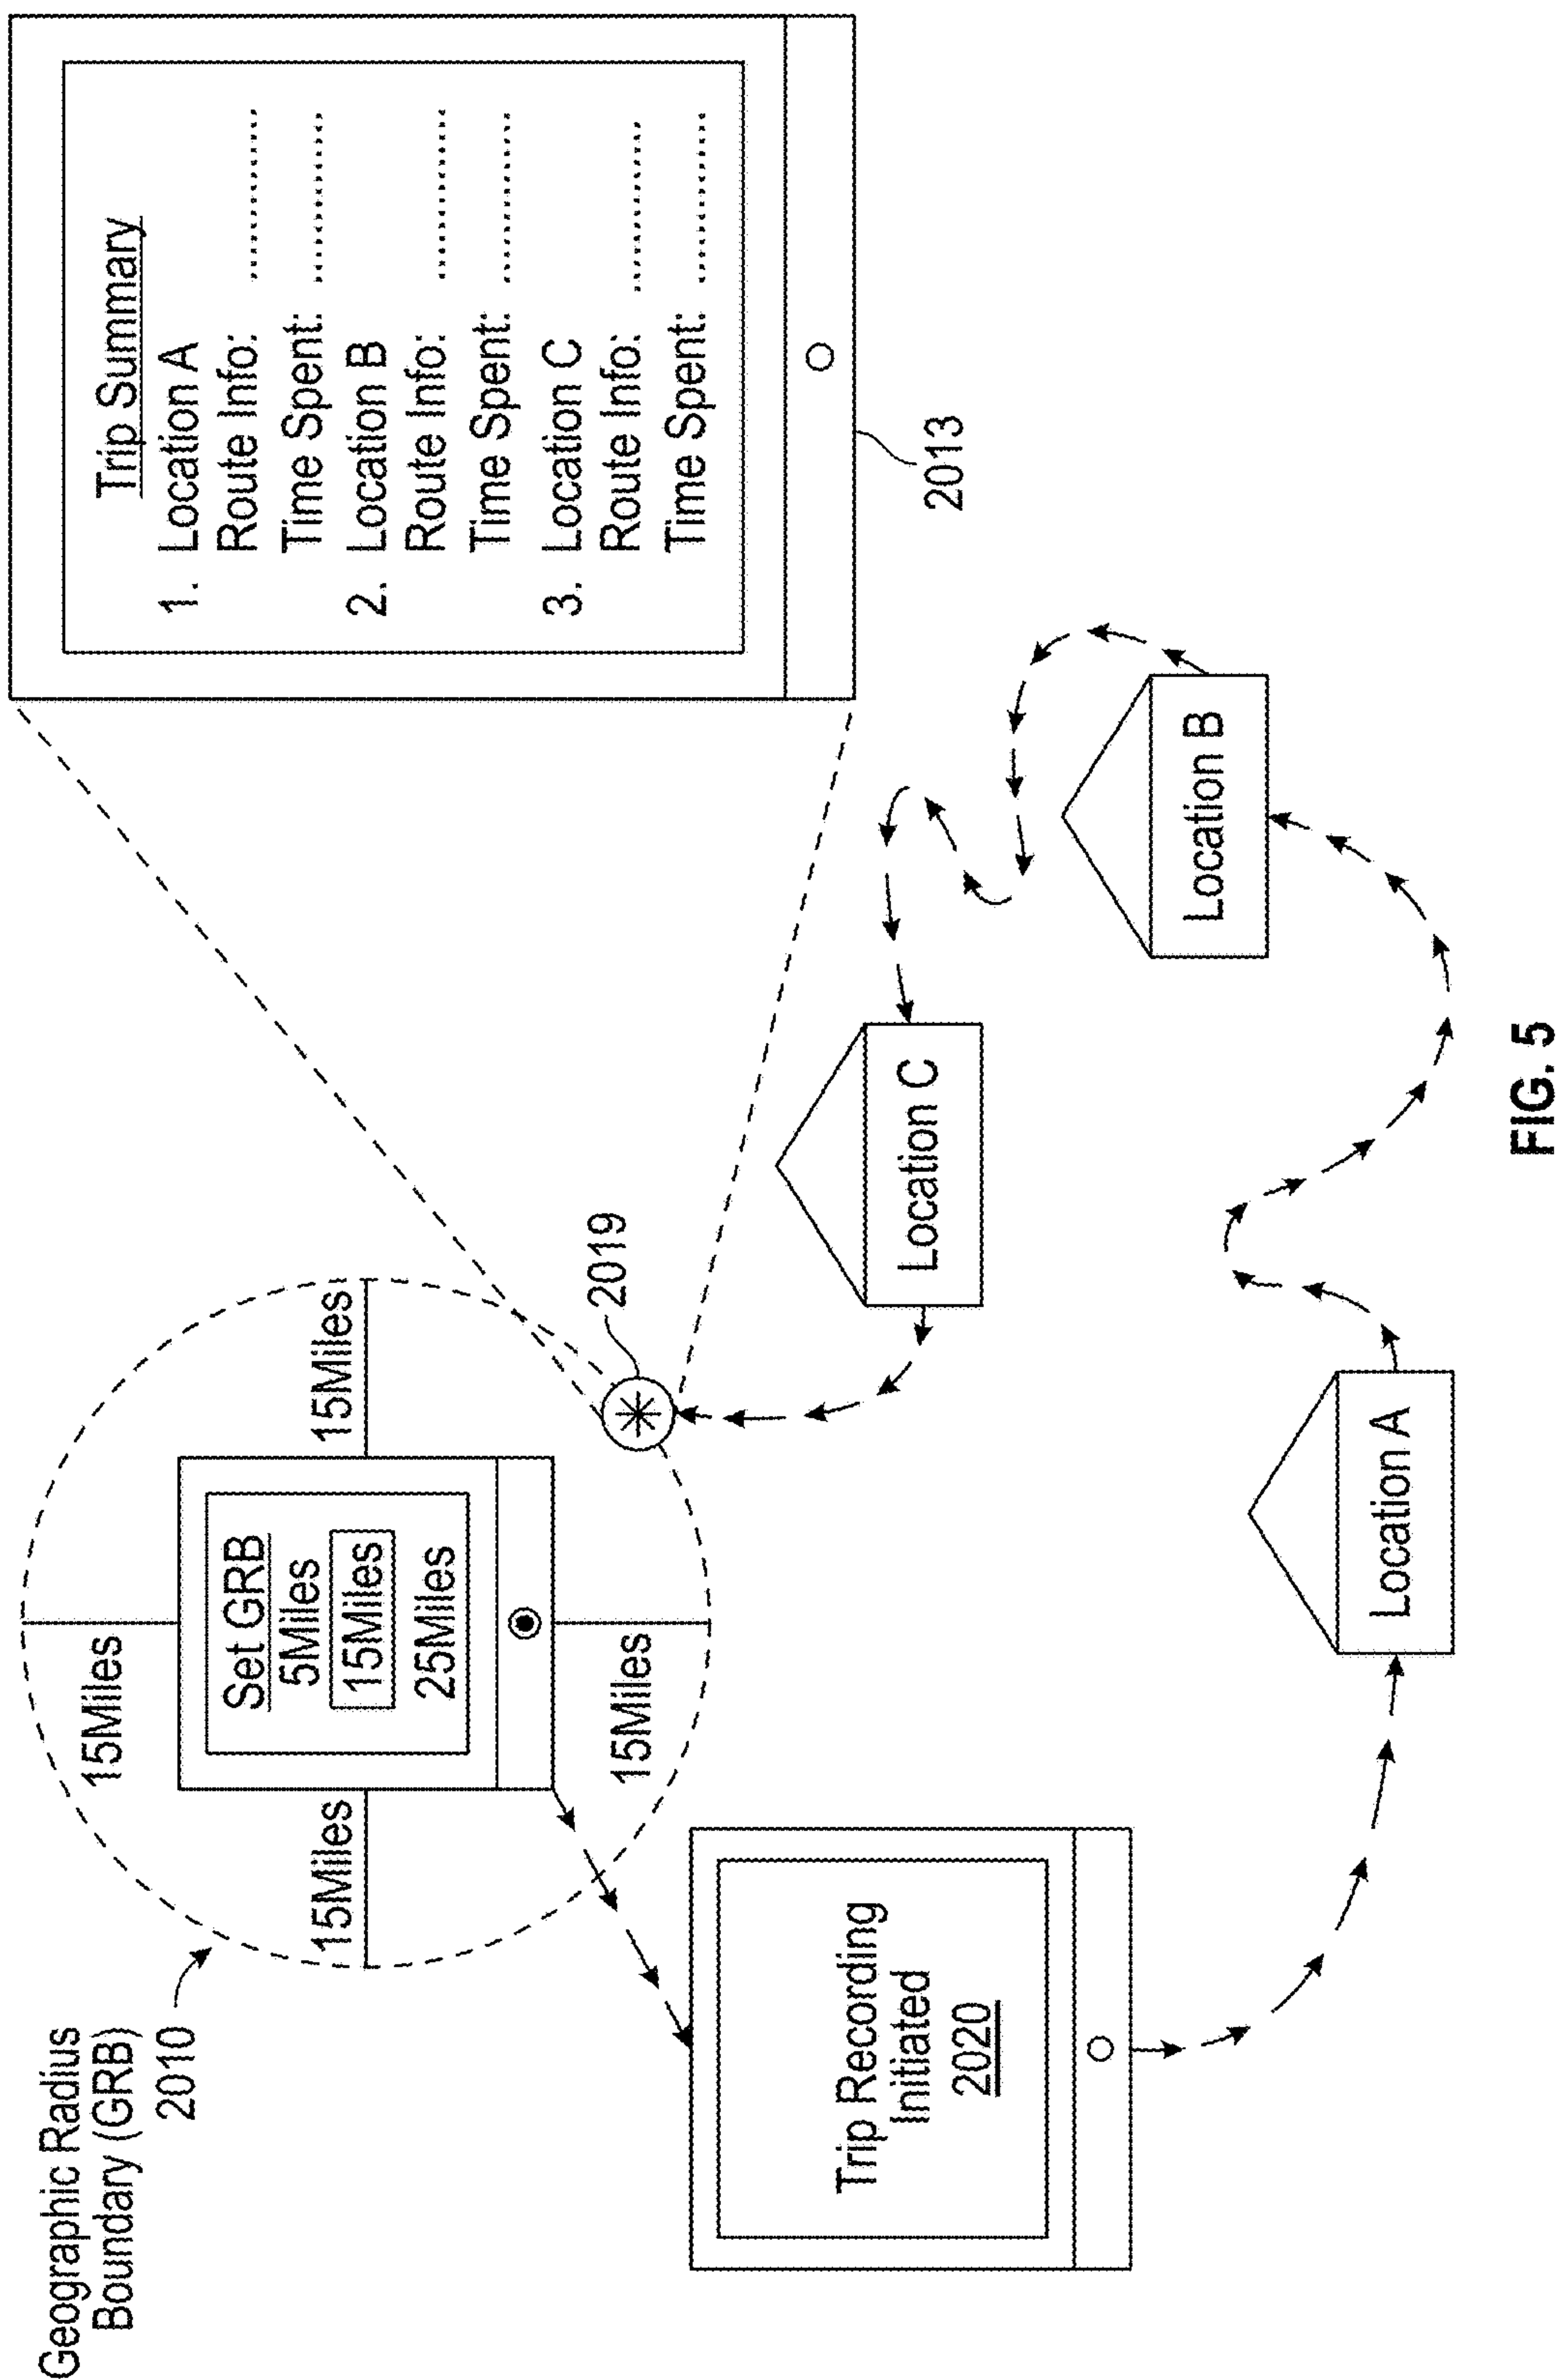 Geographic Radius
Boundary (GRB)
2010
15Miles
15Miles
Set GRB
5Miles
15Miles
25Miles
15Miles
15Miles
2019
Trip Summary
1. Location A
Route Info: ...............
Time Spent: ...............
2. Location B
Route Info: ...............
Time Spent: ...............
3. Location C
Route Info: ...............
Time Spent: ...............
2013
Trip Recording
Initiated
2020
Location C
Location A
Location B
FIG. 5